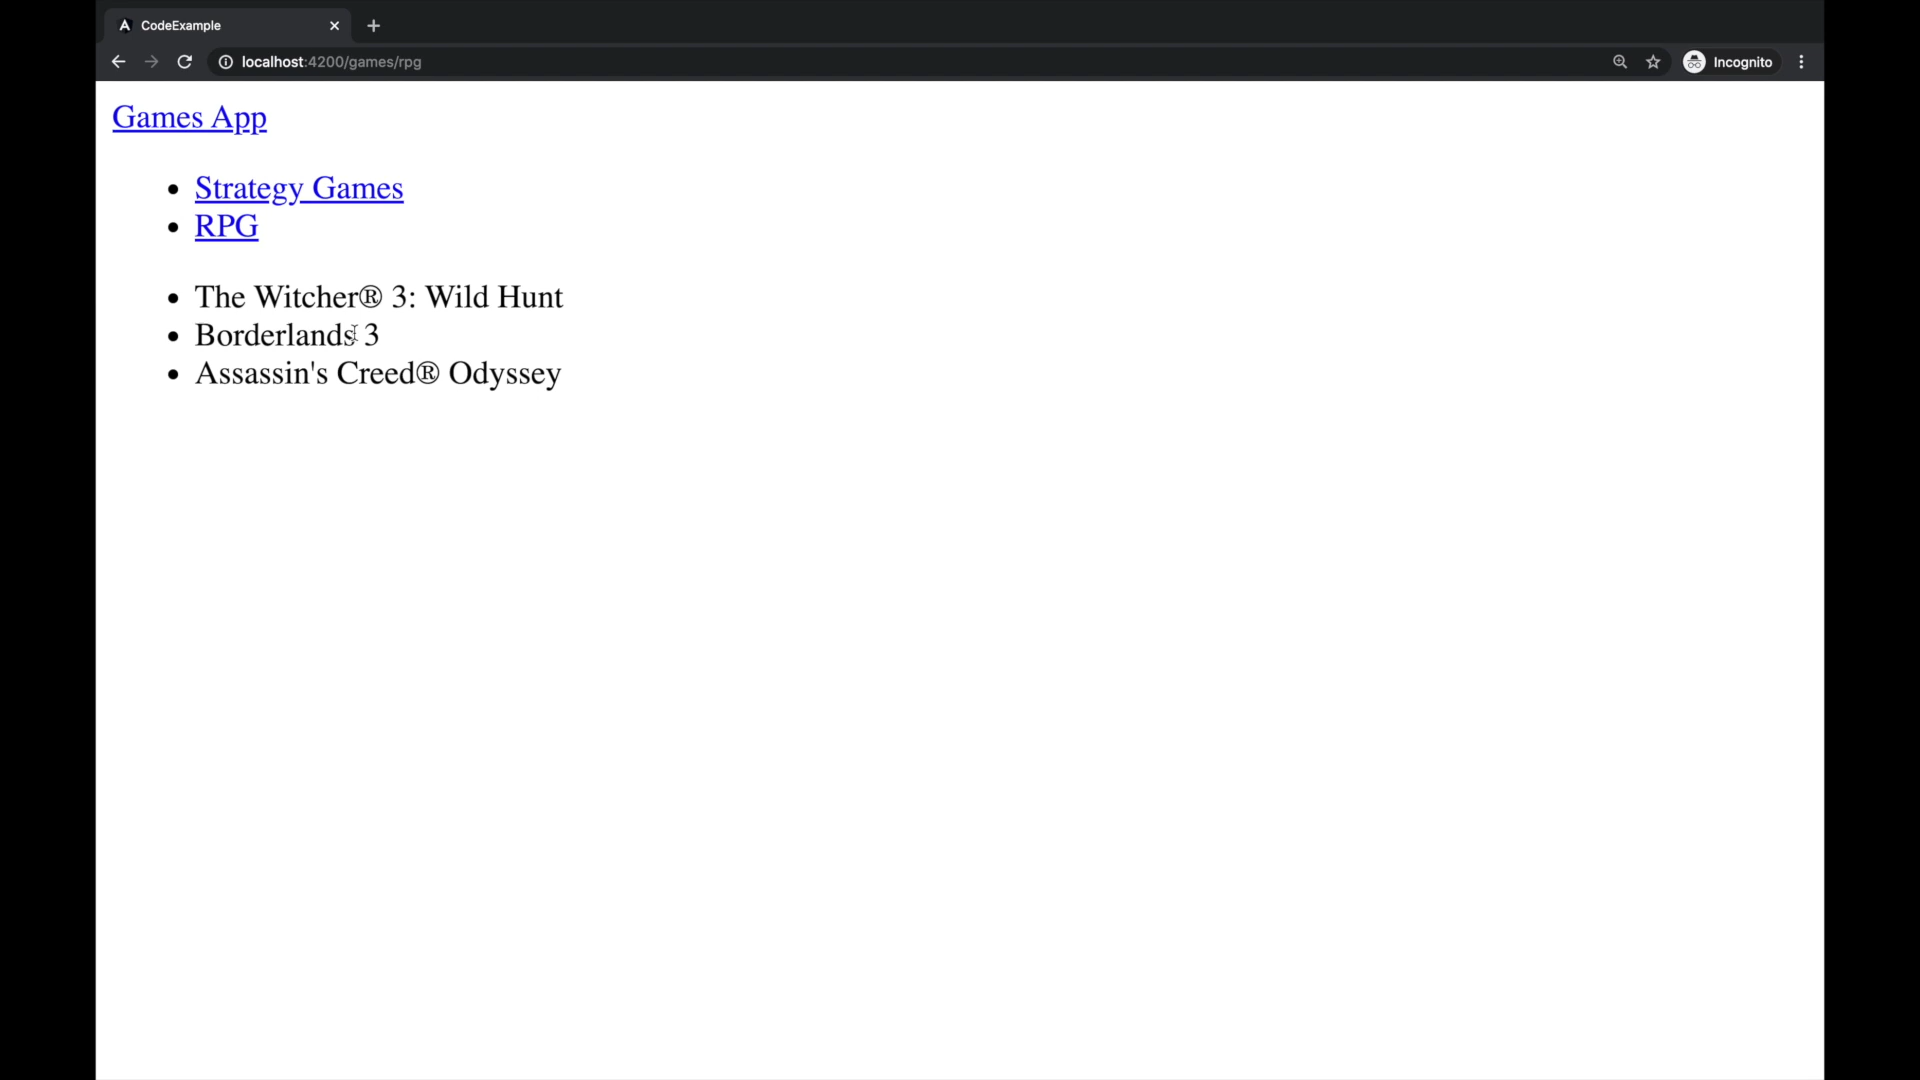 CodeExample
localhost:4200/games/rpg
Incognito
Games App
Strategy Games
RPG
The Witcher® 3: Wild Hunt
Borderlands 3
Assassin's Creed® Odyssey